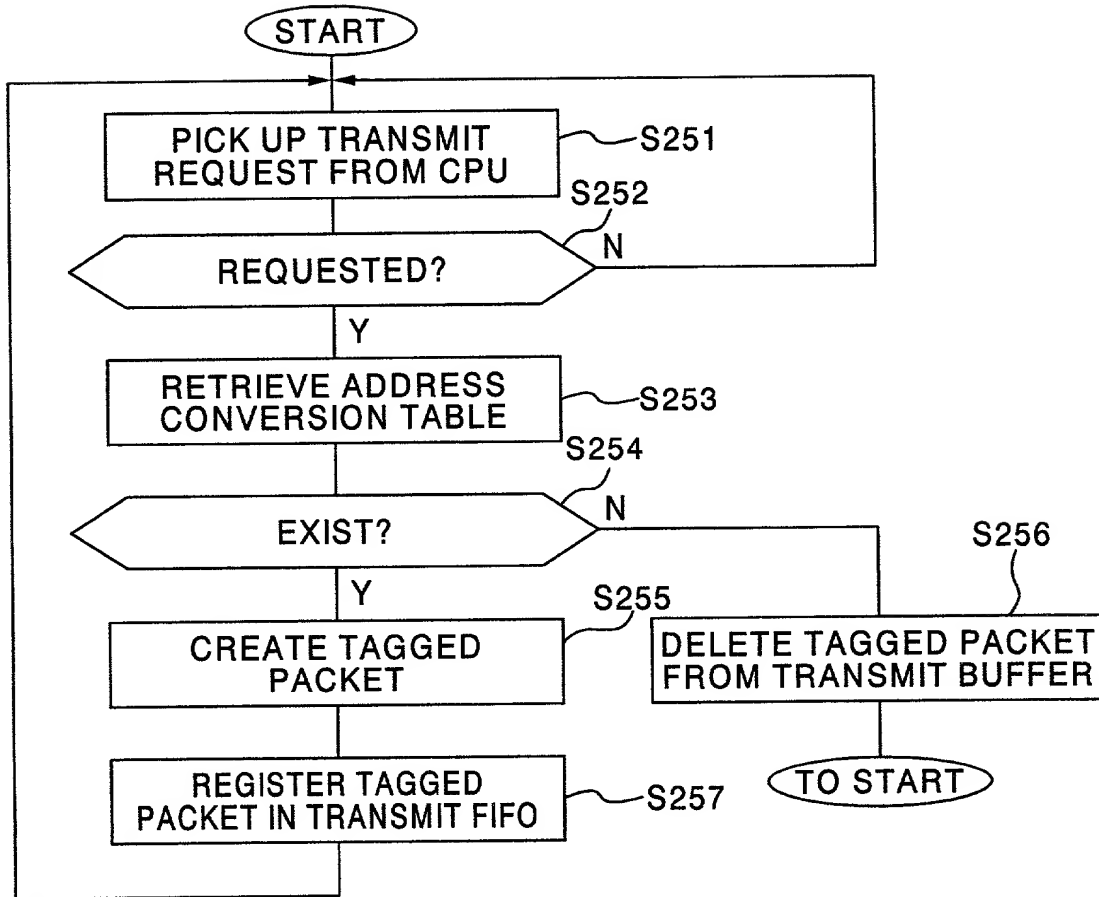 START
PICK UP TRANSMIT
REQUEST FROM CPU
S251
S252
REQUESTED?
N
Y
RETRIEVE ADDRESS
CONVERSION TABLE
S253
S254
EXIST?
N
Y
S255
CREATE TAGGED
PACKET
S256
DELETE TAGGED PACKET
FROM TRANSMIT BUFFER
TO START
REGISTER TAGGED
PACKET IN TRANSMIT FIFO
S257